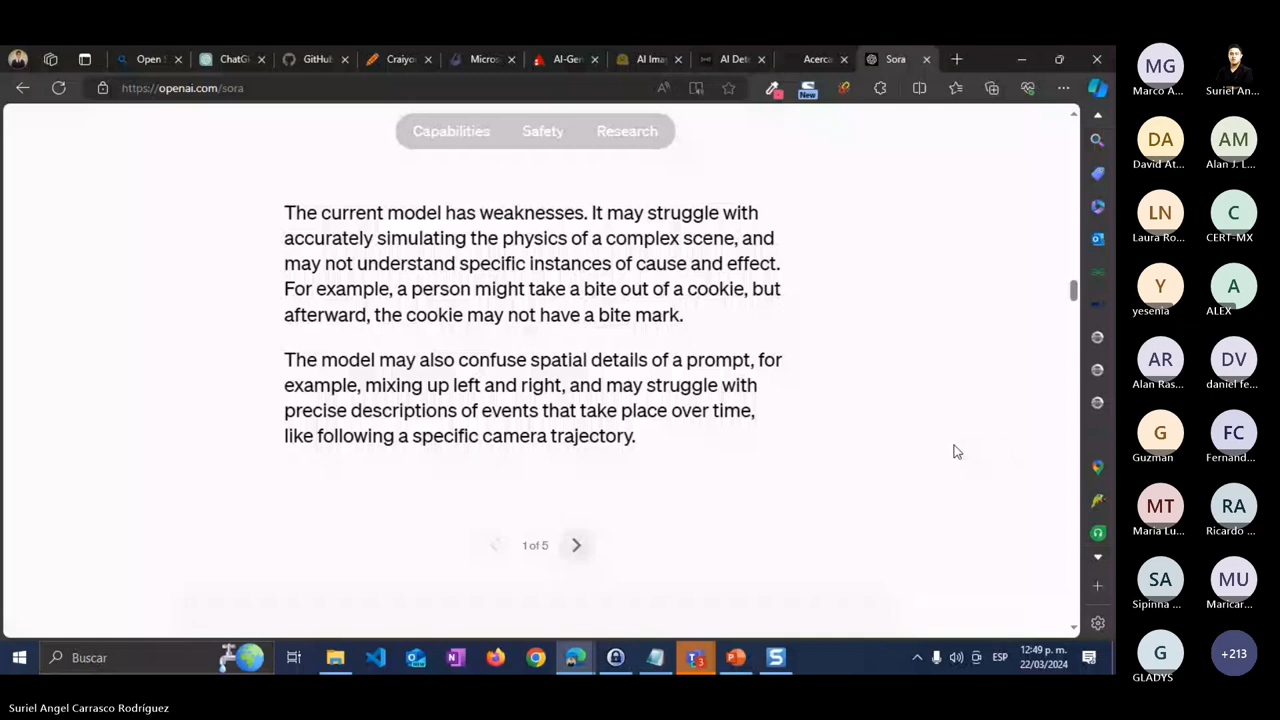 Open
ChatG
GitHub
Craiyo
Micros
AI-Gen
AI Ima
AI Det
Acerca
Sora
https://openai.com/sora
New
Capabilities Safety Research
The current model has weaknesses. It may struggle with
accurately simulating the physics of a complex scene, and
may not understand specific instances of cause and effect.
For example, a person might take a bite out of a cookie, but
afterward, the cookie may not have a bite mark.
The model may also confuse spatial details of a prompt, for
example, mixing up left and right, and may struggle with
precise descriptions of events that take place over time,
like following a specific camera trajectory.
1 of 5
Buscar
ESP
12:49 p. m.
22/03/2024
MG
Marco A...
Suriel An...
DA
David At...
AM
Alan J. L...
LN
Laura Ro...
C
CERT-MX
Y
yesenia
A
ALEX
AR
Alan Ras...
DV
daniel fe...
G
Guzman
FC
Fernand...
MT
Maria Lu...
RA
Ricardo ...
SA
Sipinna ...
MU
Maricar...
G
GLADYS
+213
Suriel Angel Carrasco Rodríguez